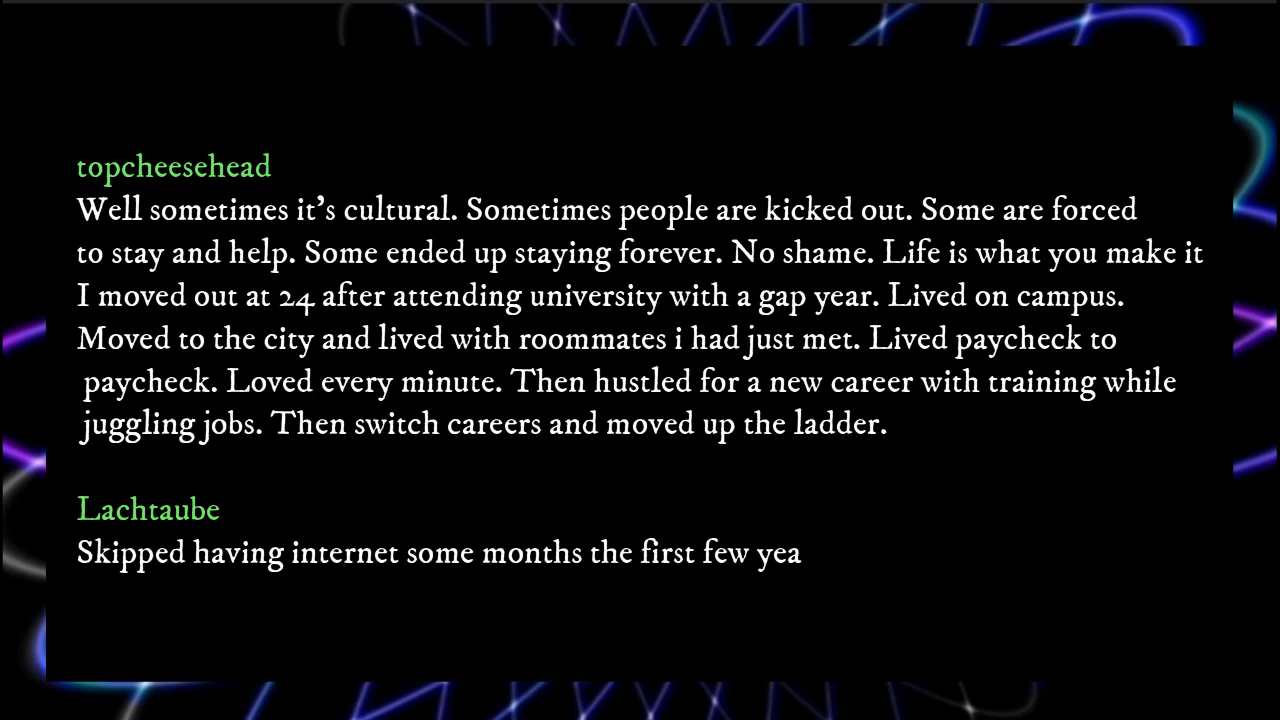 topcheesehead
Well sometimes it's cultural. Sometimes people are kicked out. Some are forced
to stay and help. Some ended up staying forever. No shame. Life is what you make it
I moved out at 24 after attending university with a gap year. Lived on campus.
Moved to the city and lived with roommates i had just met. Lived paycheck to
paycheck. Loved every minute. Then hustled for a new career with training while
juggling jobs. Then switch careers and moved up the ladder.
Lachtaube
Skipped having internet some months the first few yea